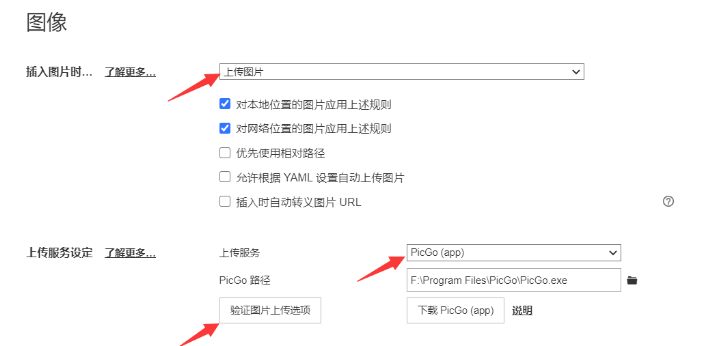 图像
插入图片时... 了解更多... 上传图片
对本地位置的图片应用上述规则
对网络位置的图片应用上述规则
优先使用相对路径
允许根据 YAML 设置自动上传图片
插入时自动转义图片 URL
上传服务设定 了解更多... 上传服务 PicGo (app)
PicGo 路径 F:\Program Files\PicGo\PicGo.exe
验证图片上传选项 下载 PicGo (app) 说明